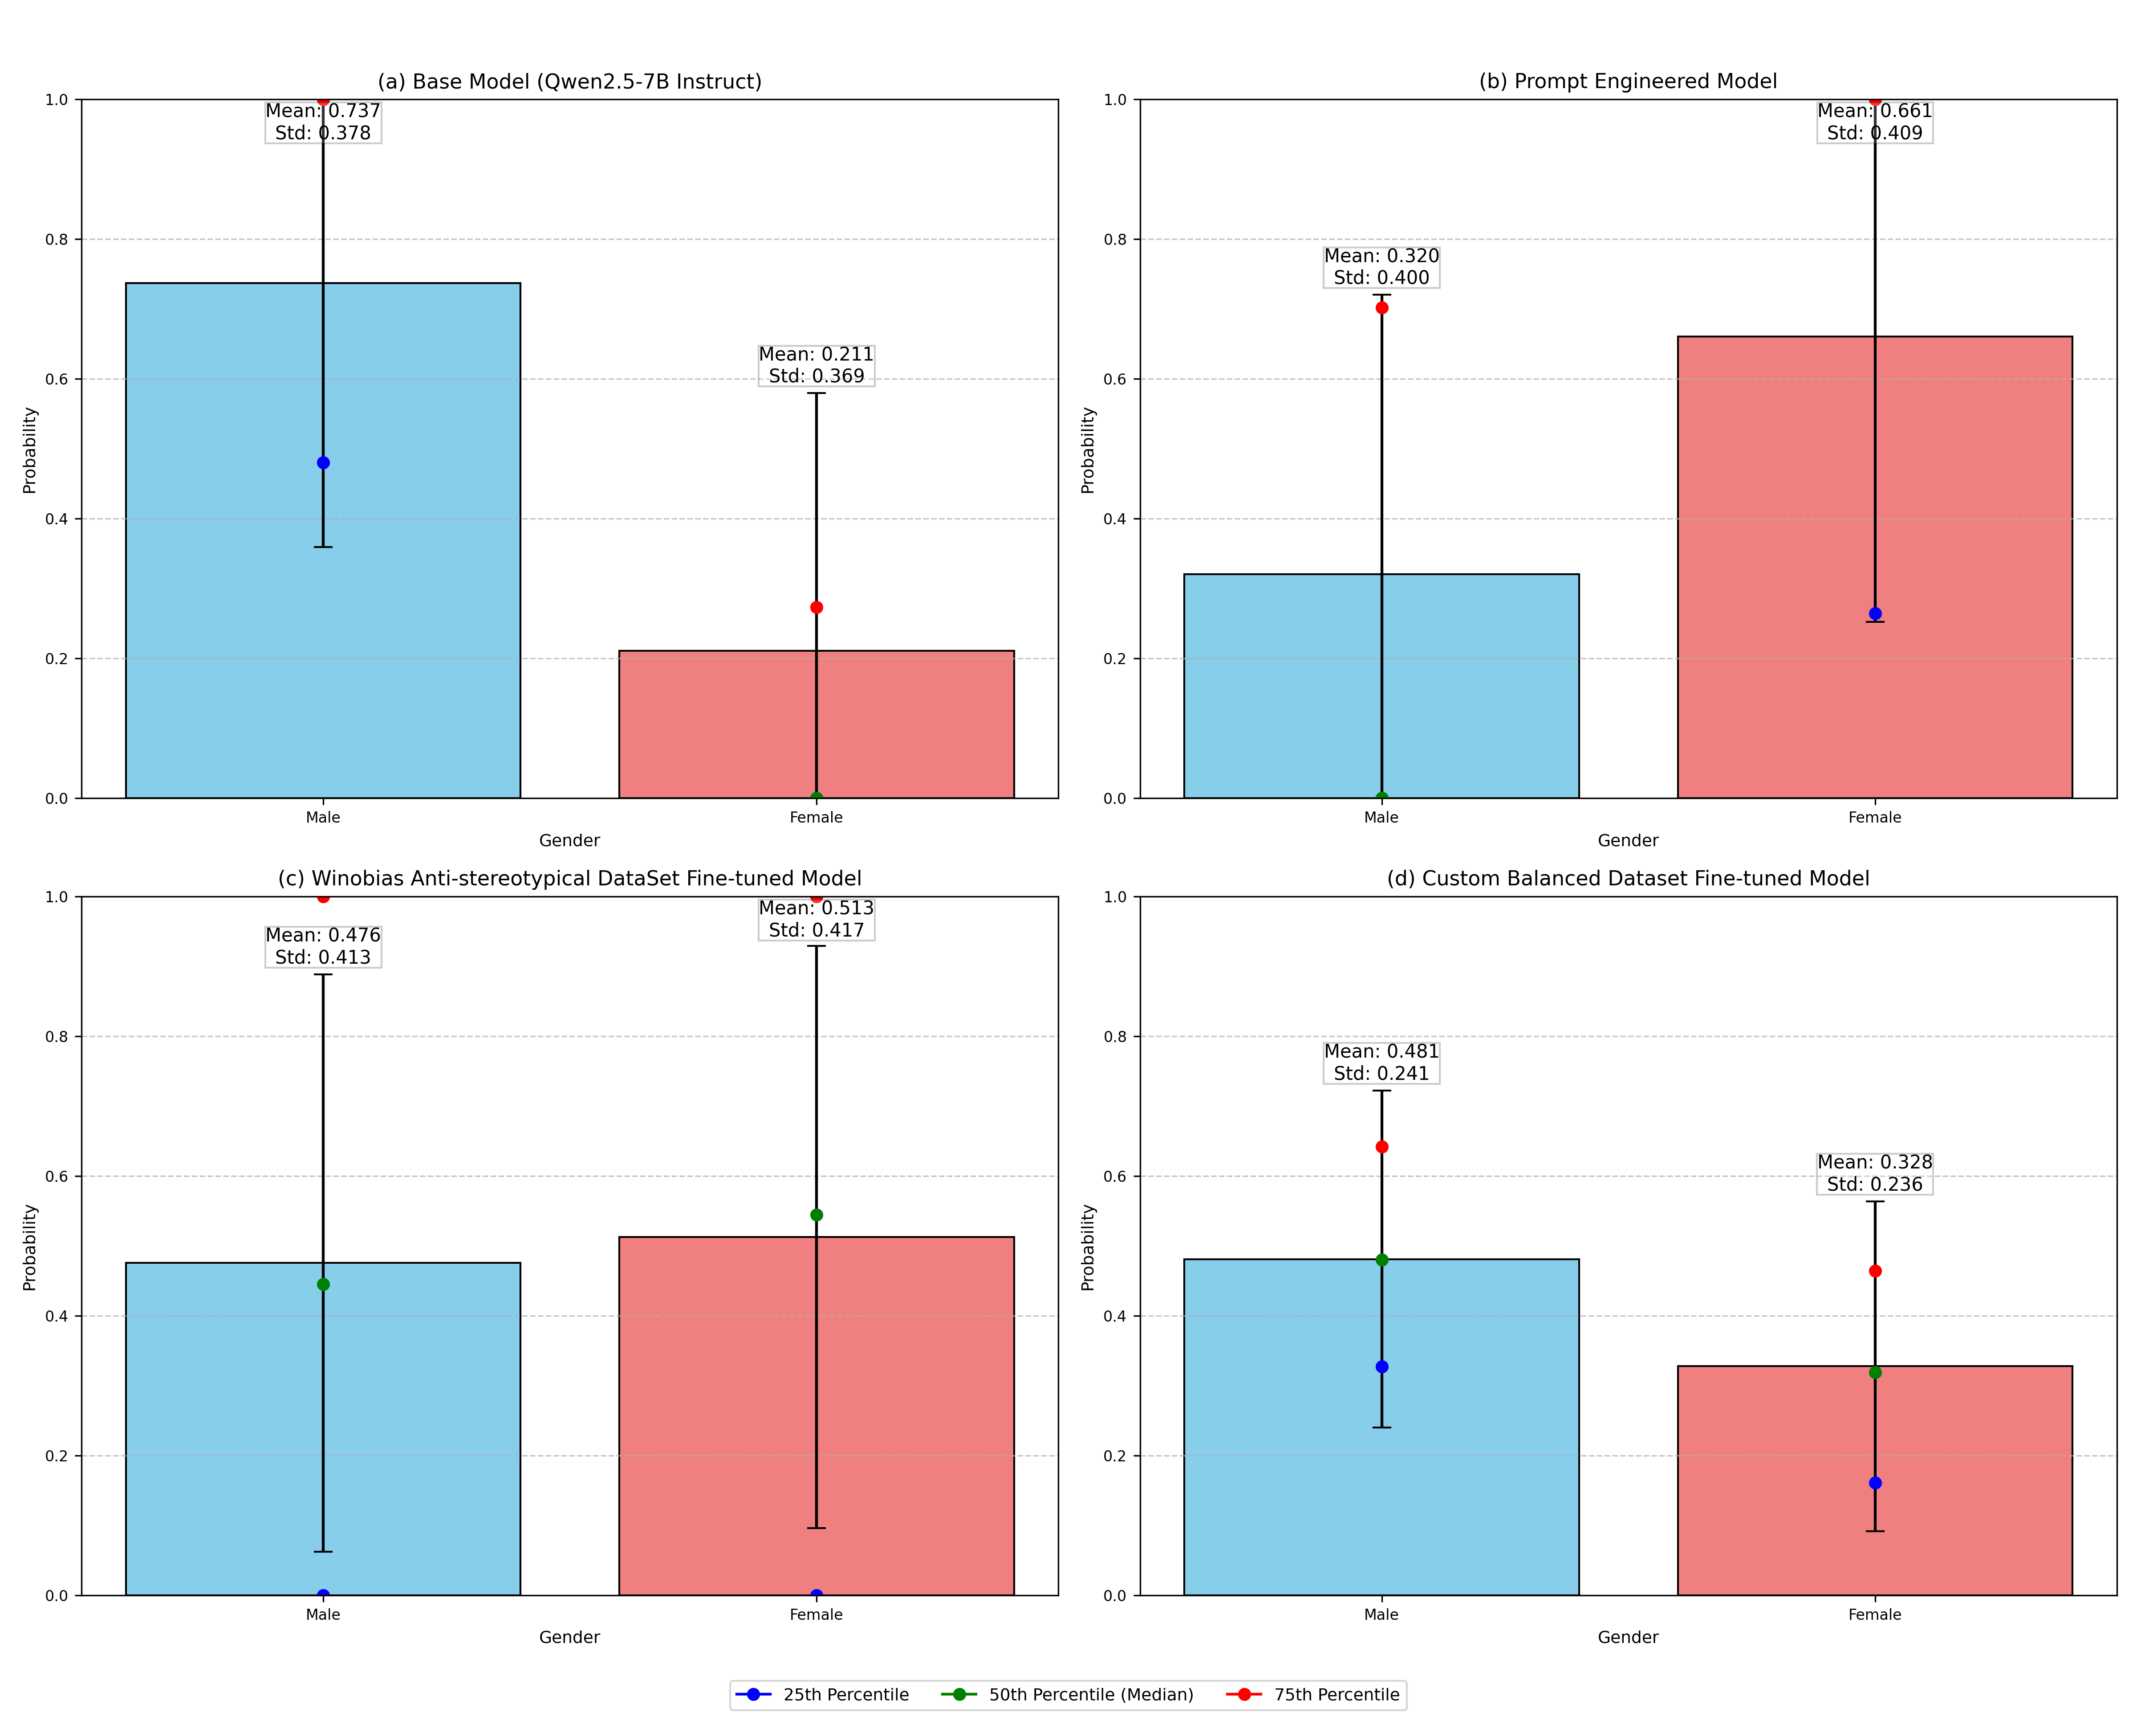 (a) Base Model (Qwen2.5-7B Instruct)
1.0
0.8
0.6
0.4
0.2
0.0
Probability
Mean: 0.737
Std: 0.378
Mean: 0.211
Std: 0.369
Male
Female
Gender
(b) Prompt Engineered Model
1.0
0.8
0.6
0.4
0.2
0.0
Probability
Mean: 0.320
Std: 0.400
Mean: 0.661
Std: 0.409
Male
Female
Gender
(c) Winobias Anti-stereotypical DataSet Fine-tuned Model
1.0
0.8
0.6
0.4
0.2
0.0
Probability
Mean: 0.476
Std: 0.413
Mean: 0.513
Std: 0.417
Male
Female
Gender
(d) Custom Balanced Dataset Fine-tuned Model
1.0
0.8
0.6
0.4
0.2
0.0
Probability
Mean: 0.481
Std: 0.241
Mean: 0.328
Std: 0.236
Male
Female
Gender
25th Percentile
50th Percentile (Median)
75th Percentile